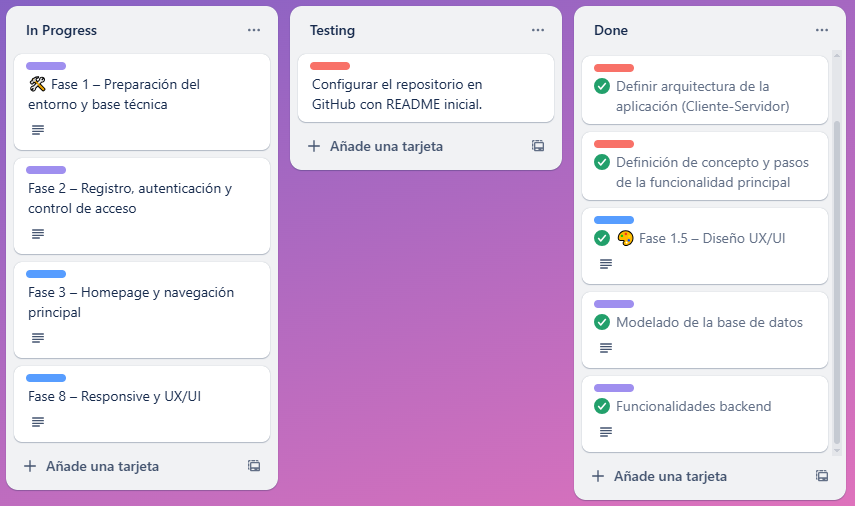 In Progress
🛠 Fase 1 – Preparación del
entorno y base técnica
Fase 2 – Registro, autenticación y
control de acceso
Fase 3 – Homepage y navegación
principal
Fase 8 – Responsive y UX/UI
+ Añade una tarjeta
Testing
Configurar el repositorio en
GitHub con README inicial.
+ Añade una tarjeta
Done
Definir arquitectura de la
aplicación (Cliente-Servidor)
Definición de concepto y pasos
de la funcionalidad principal
🎨 Fase 1.5 – Diseño UX/UI
Modelado de la base de datos
Funcionalidades backend
+ Añade una tarjeta